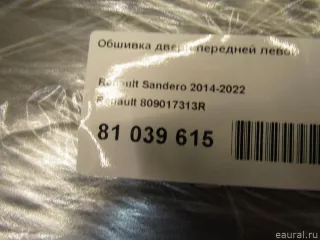 Обшивка двери передней левой
Renault Sandero 2014-2022
Renault 809017313R
81 039 615
eaural.ru